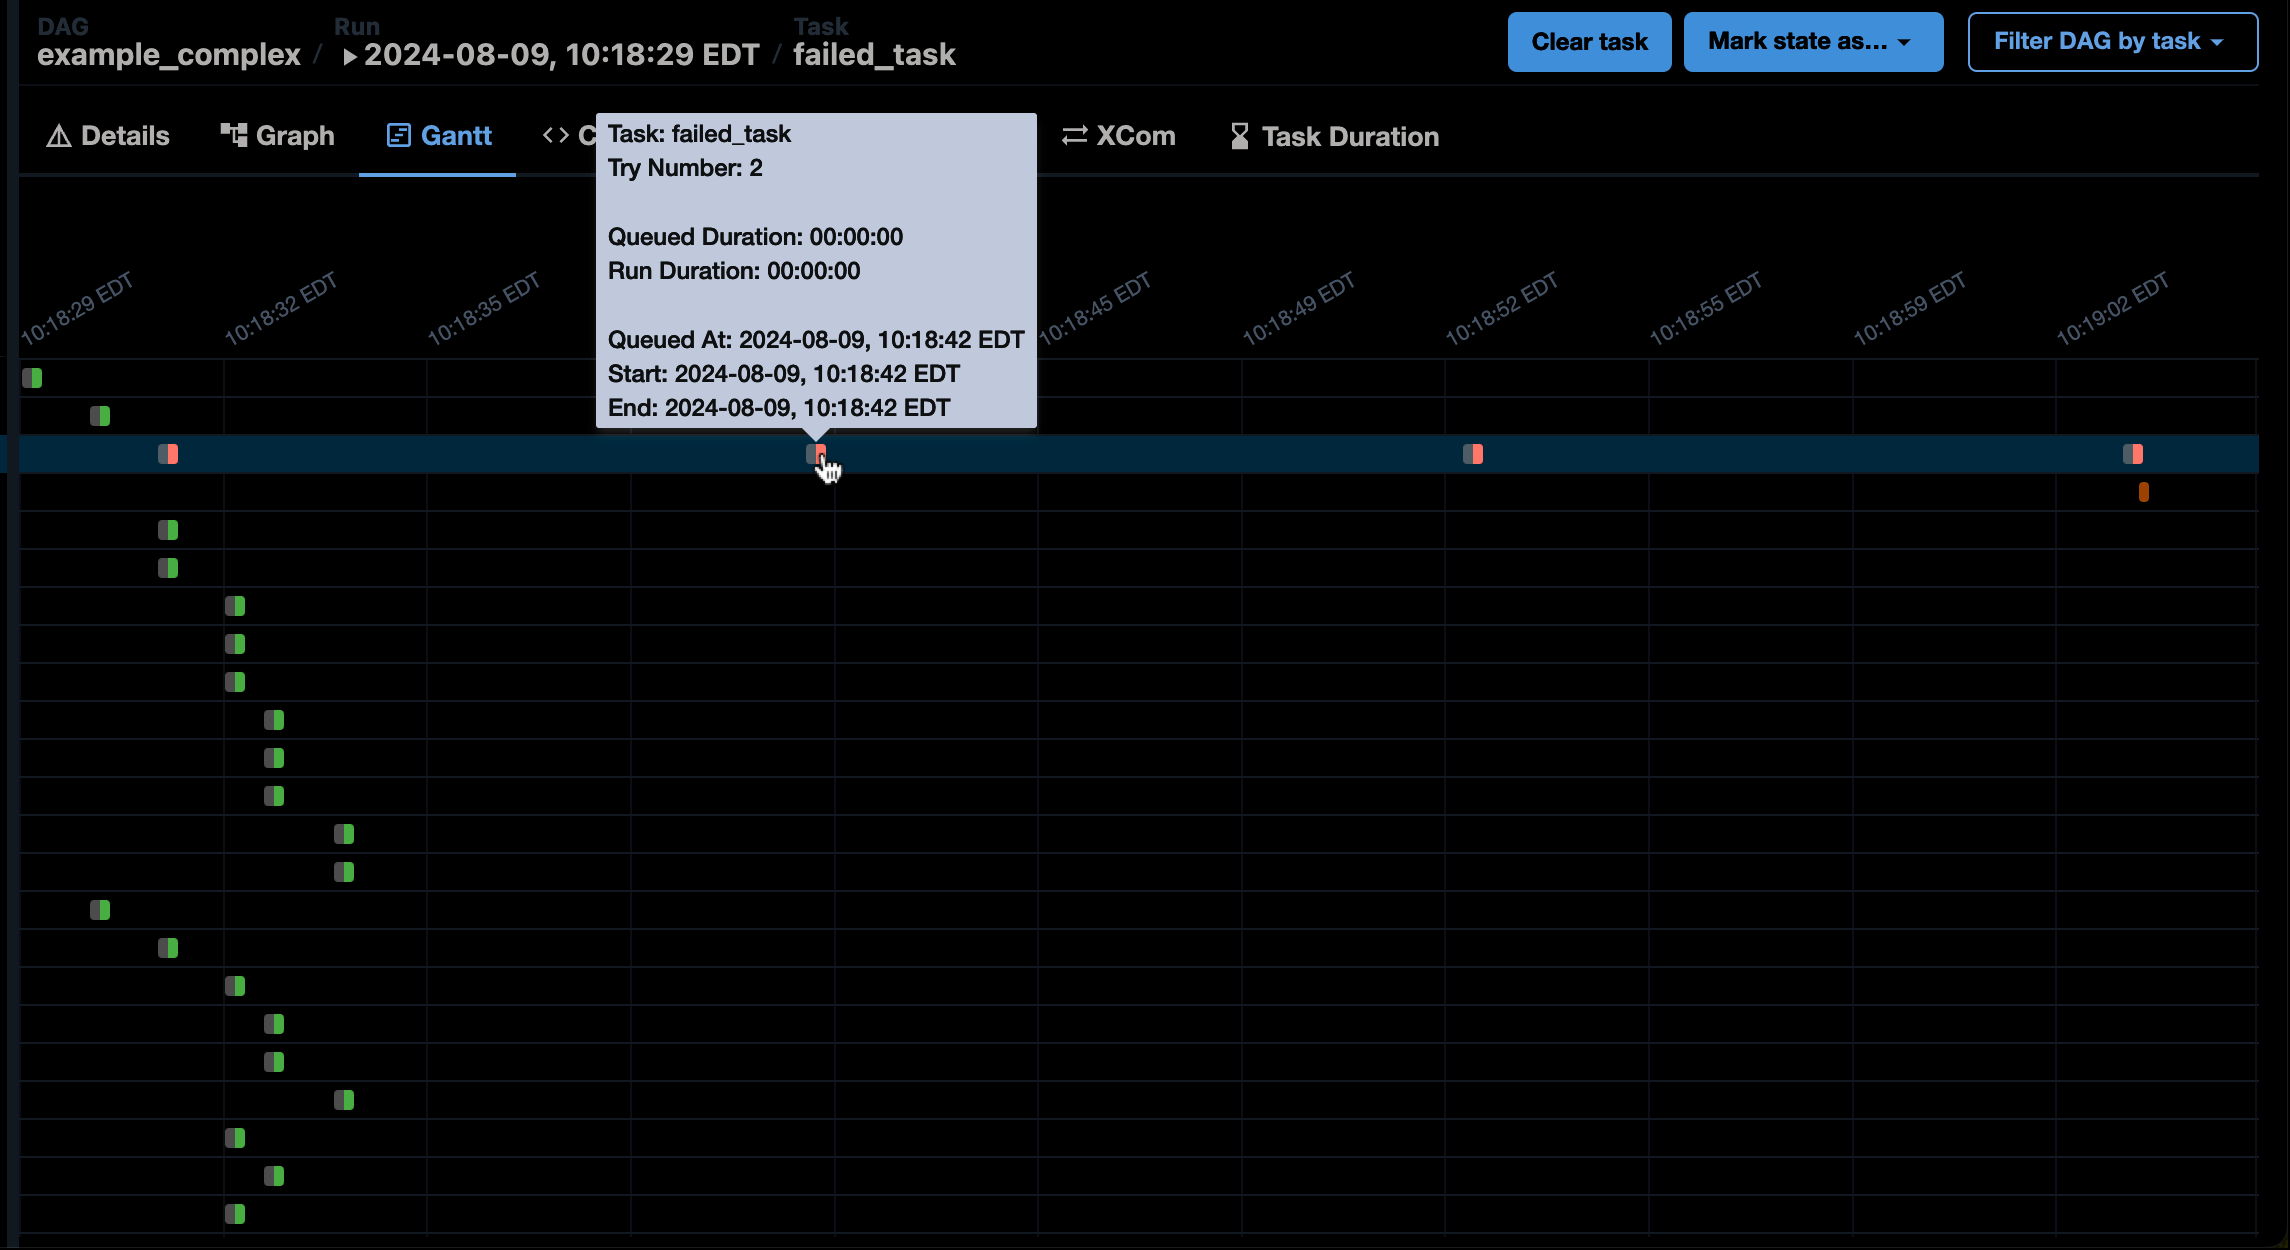 DAG
Run
Task
example_complex / 2024-08-09, 10:18:29 EDT / failed_task
Clear task
Mark state as...
Filter DAG by task
Details
Graph
Gantt
<> C
XCom
Task Duration
Task: failed_task
Try Number: 2
Queued Duration: 00:00:00
Run Duration: 00:00:00
Queued At: 2024-08-09, 10:18:42 EDT
Start: 2024-08-09, 10:18:42 EDT
End: 2024-08-09, 10:18:42 EDT
10:18:29 EDT
10:18:32 EDT
10:18:35 EDT
10:18:45 EDT
10:18:49 EDT
10:18:52 EDT
10:18:55 EDT
10:18:59 EDT
10:19:02 EDT